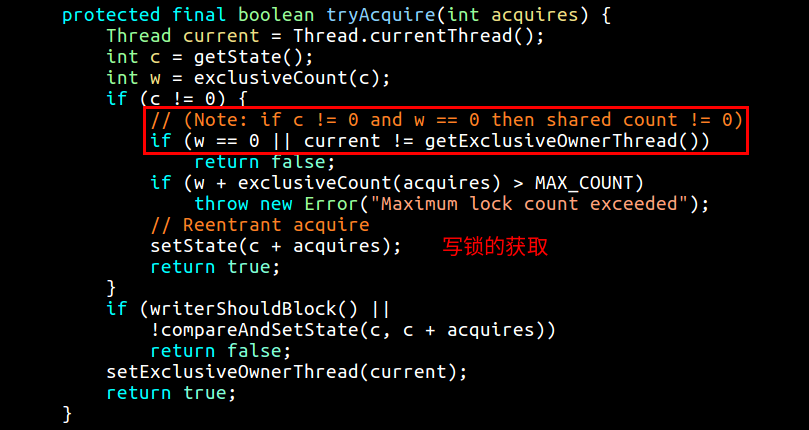 protected final boolean tryAcquire(int acquires) {
    Thread current = Thread.currentThread();
    int c = getState();
    int w = exclusiveCount(c);
    if (c != 0) {
        // (Note: if c != 0 and w == 0 then shared count != 0)
        if (w == 0 || current != getExclusiveOwnerThread())
            return false;
        if (w + exclusiveCount(acquires) > MAX_COUNT)
            throw new Error("Maximum lock count exceeded");
        // Reentrant acquire
        setState(c + acquires);    写锁的获取
        return true;
    }
    if (writerShouldBlock() ||
        !compareAndSetState(c, c + acquires))
        return false;
    setExclusiveOwnerThread(current);
    return true;
}